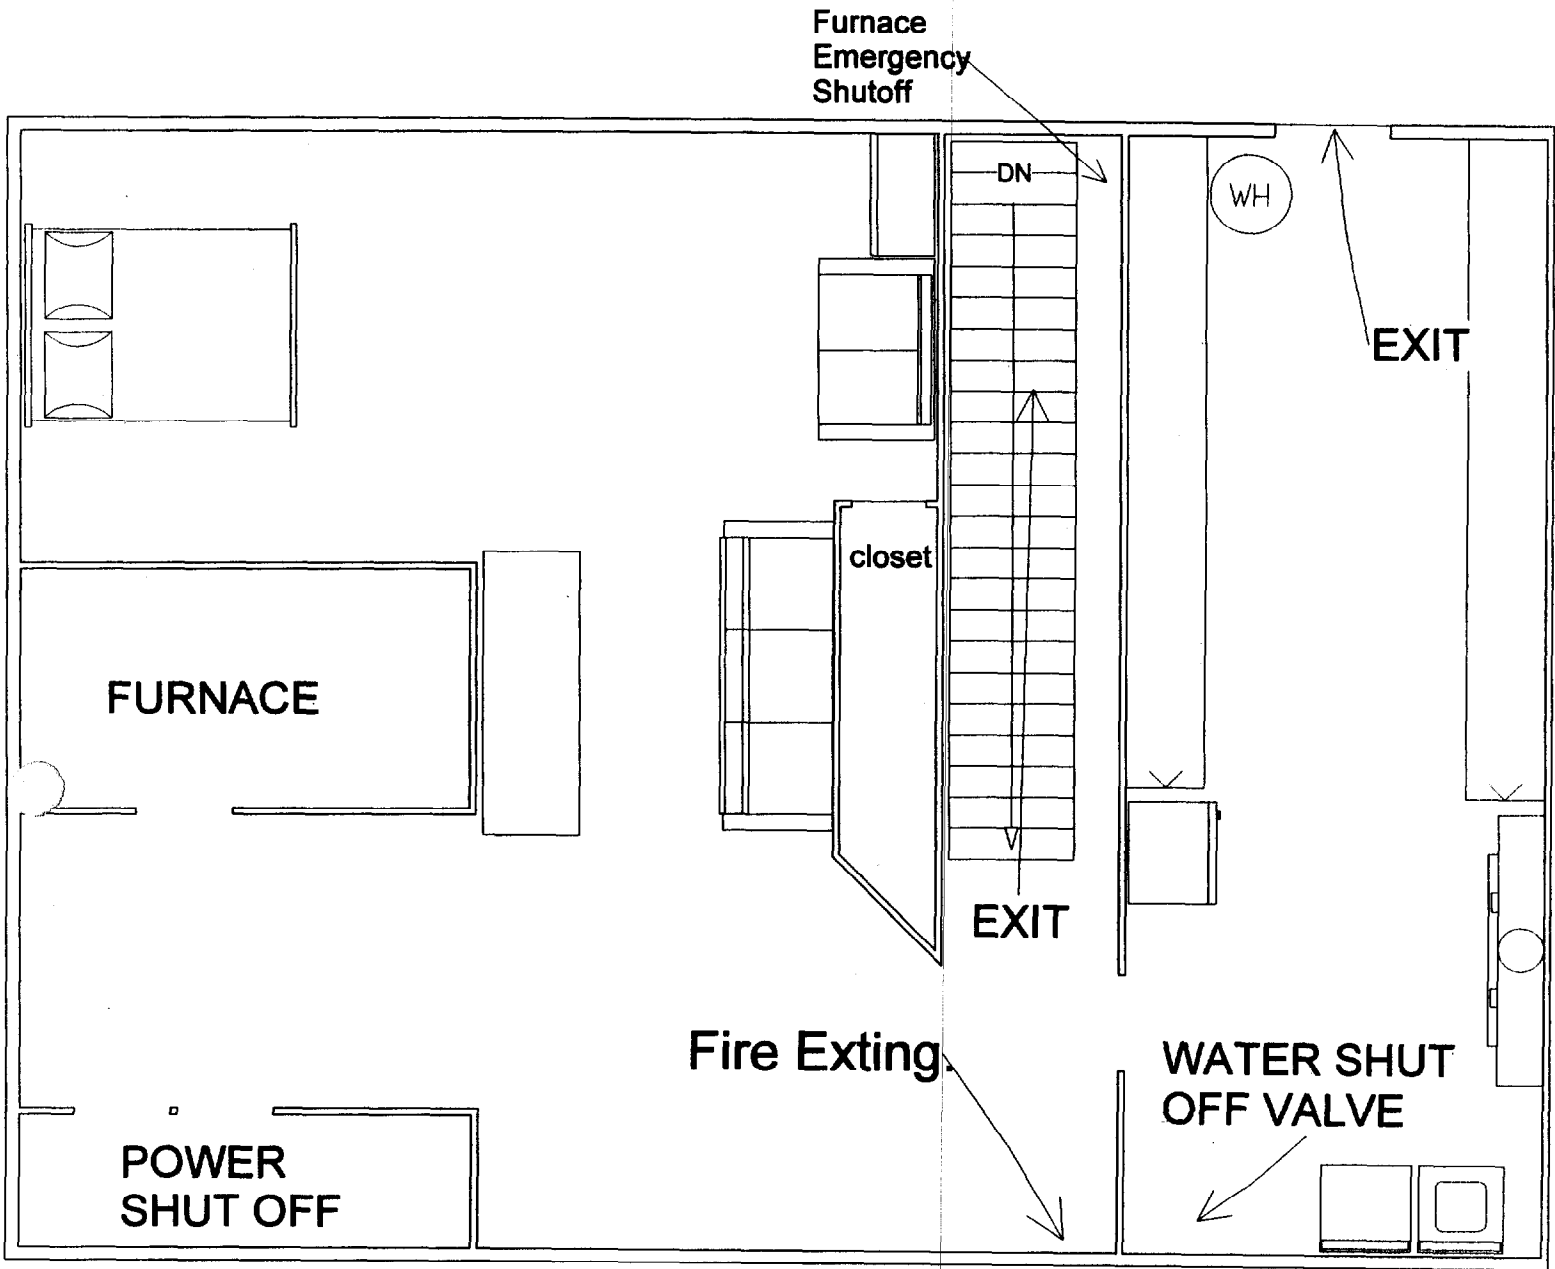 Furnace
Emergency
Shutoff
DN
WH
EXIT
closet
FURNACE
EXIT
Fire Exting.
WATER SHUT
OFF VALVE
POWER
SHUT OFF